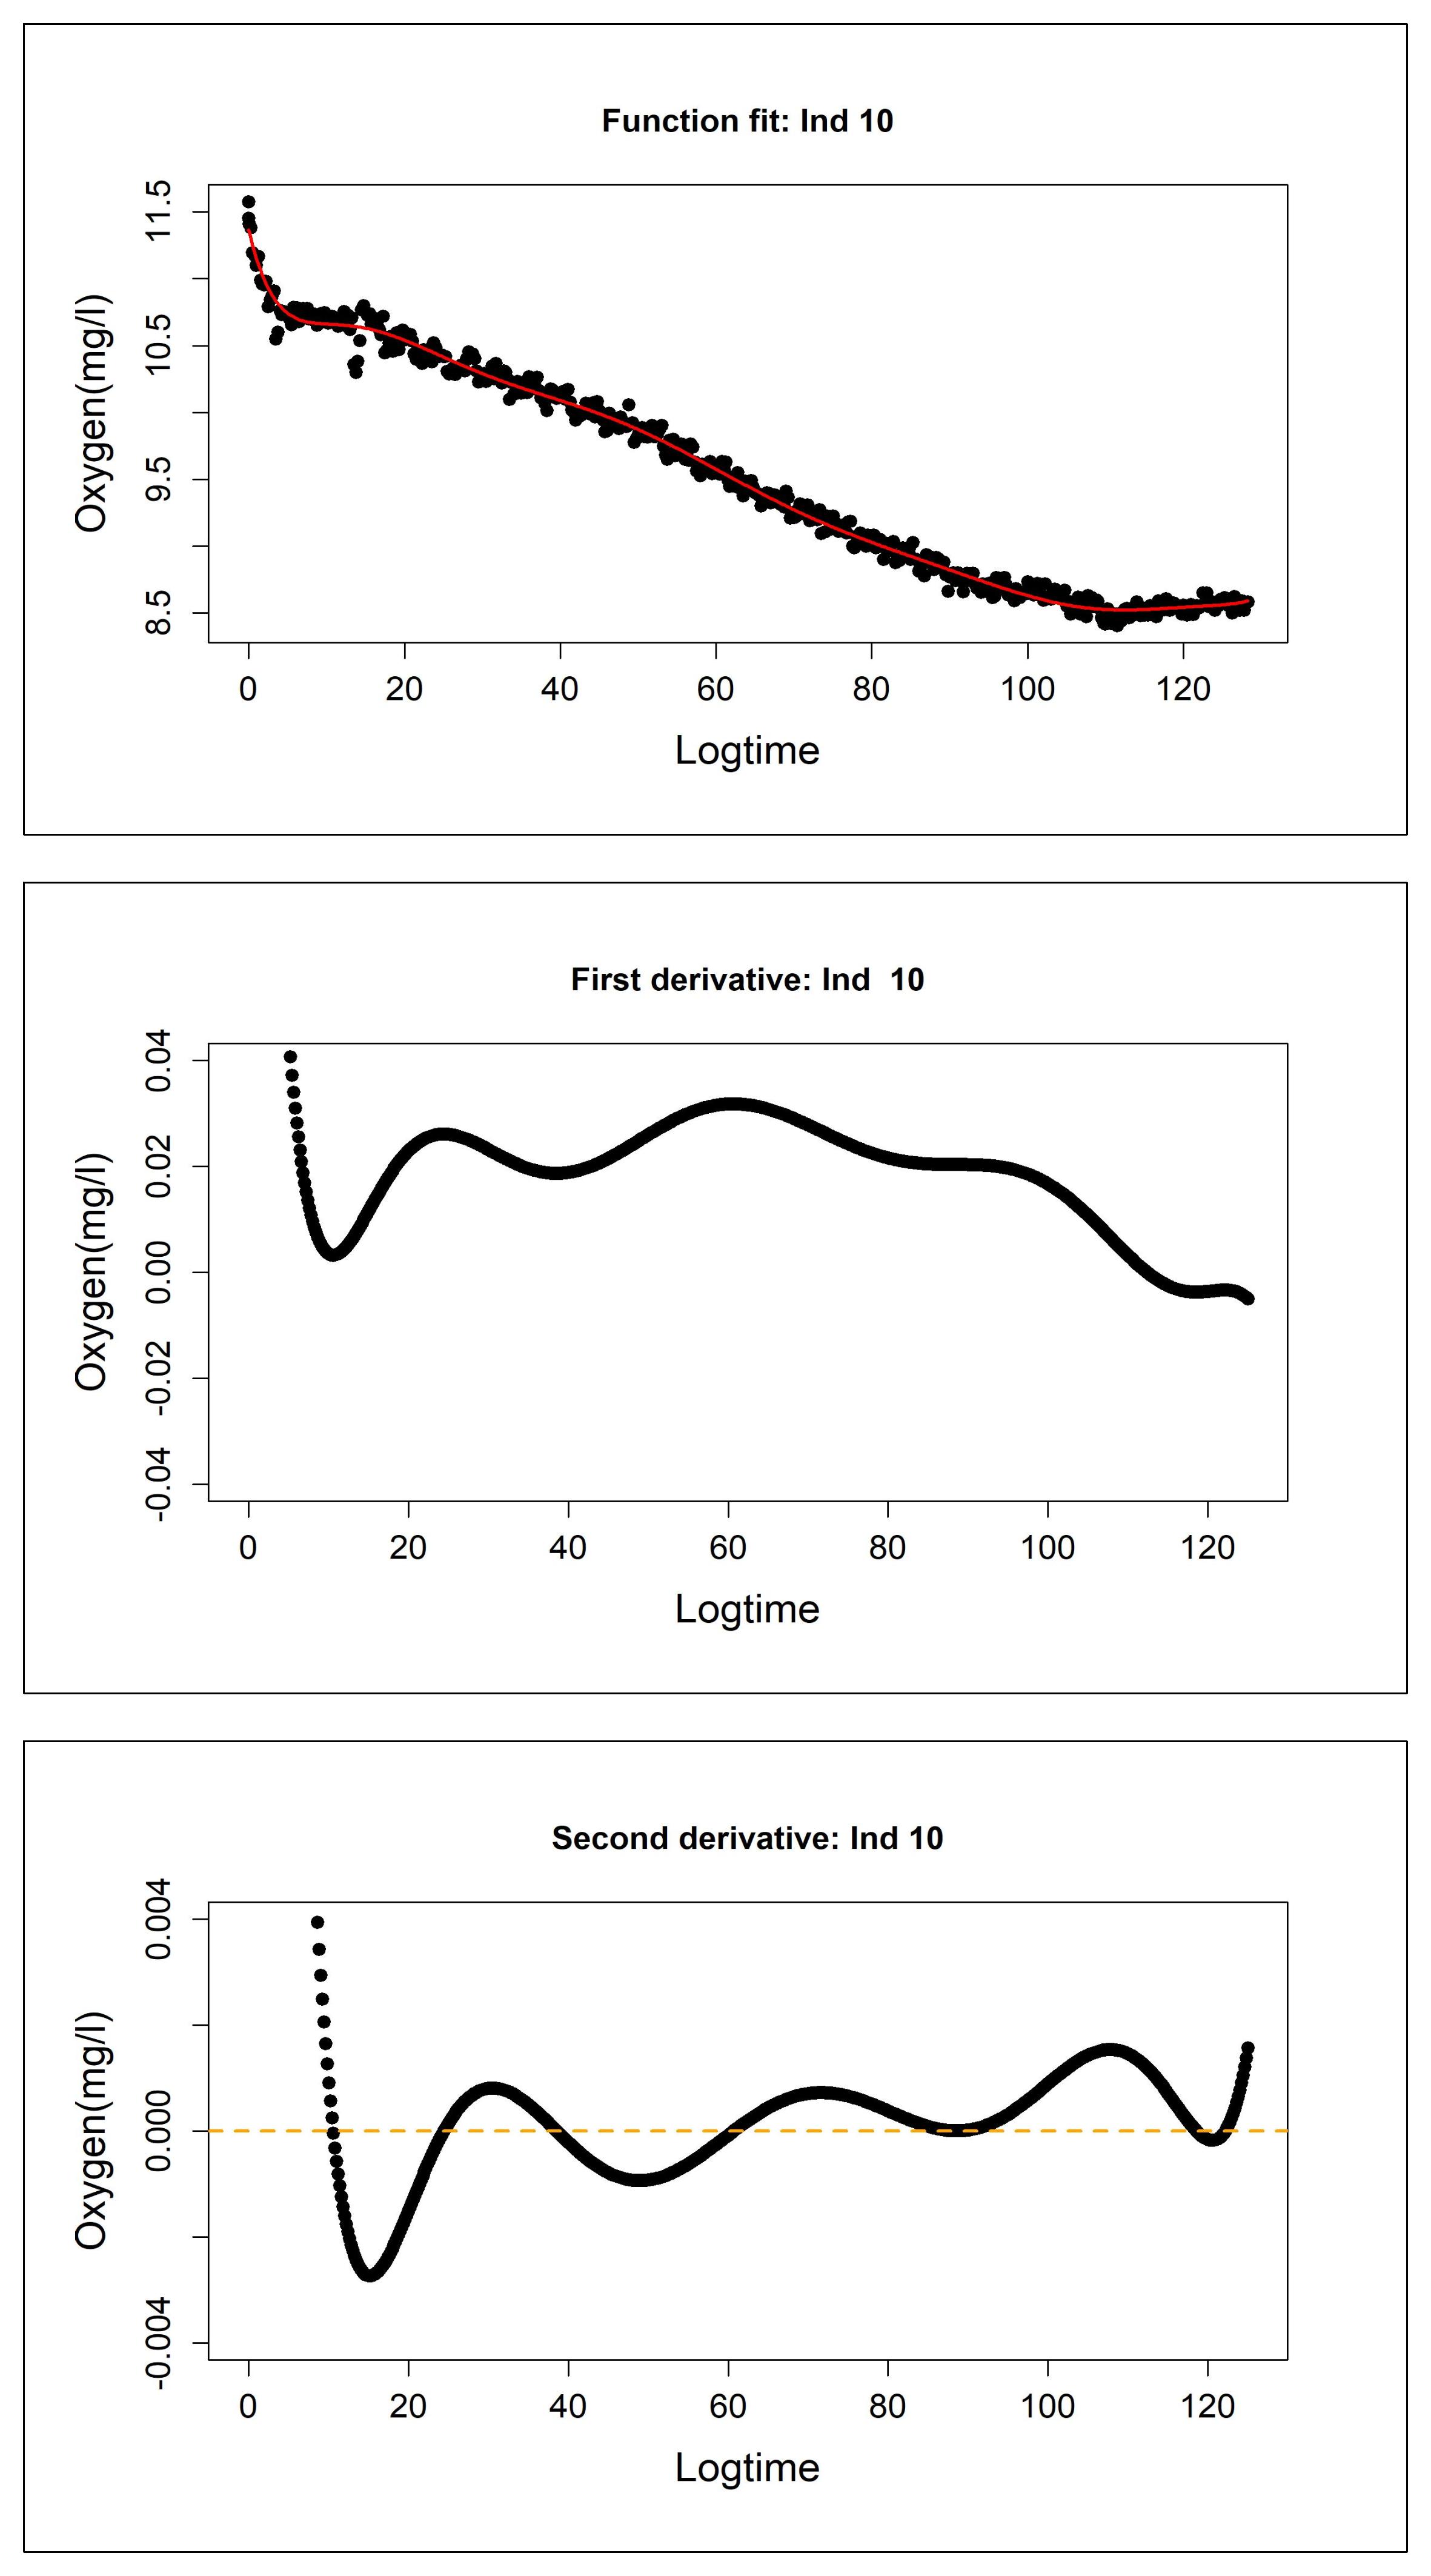 Function fit: Ind 10
Oxygen(mg/l)
11.5
10.5
9.5
8.5
0 20 40 60 80 100 120
Logtime
First derivative: Ind  10
Oxygen(mg/l)
0.04
0.02
0.00
-0.02
-0.04
0 20 40 60 80 100 120
Logtime
Second derivative: Ind 10
Oxygen(mg/l)
0.004
0.000
-0.004
0 20 40 60 80 100 120
Logtime